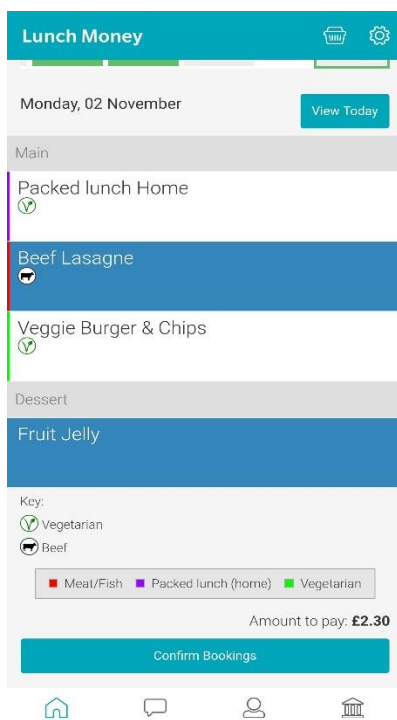 Lunch Money
Monday, 02 November
View Today
Main
Packed lunch Home
Beef Lasagne
Veggie Burger & Chips
Dessert
Fruit Jelly
Key:
Vegetarian
Beef
Meat/Fish Packed lunch (home) Vegetarian
Amount to pay: £2.30
Confirm Bookings